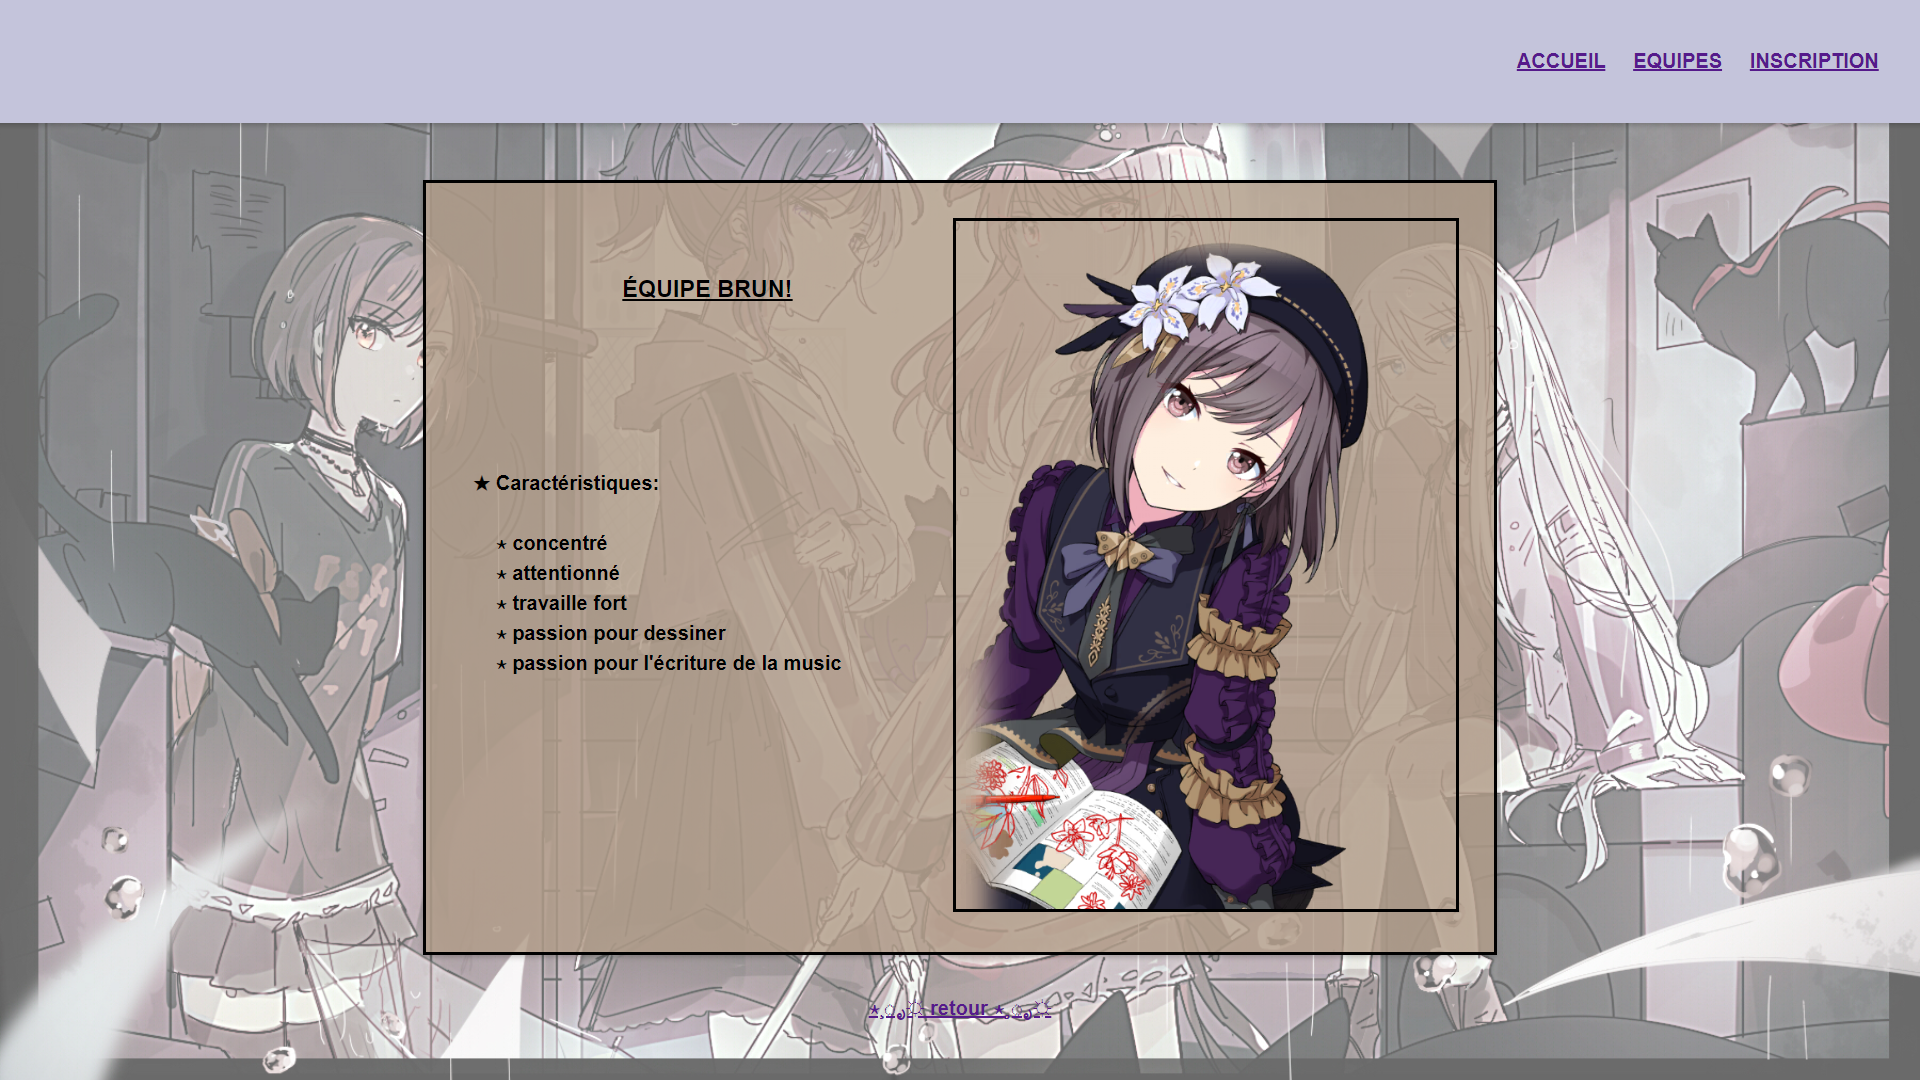 ACCUEIL EQUIPES INSCRIPTION
ÉQUIPE BRUN!
★ Caractéristiques:
⋆ concentré
⋆ attentionné
⋆ travaille fort
⋆ passion pour dessiner
⋆ passion pour l'écriture de la music
retour